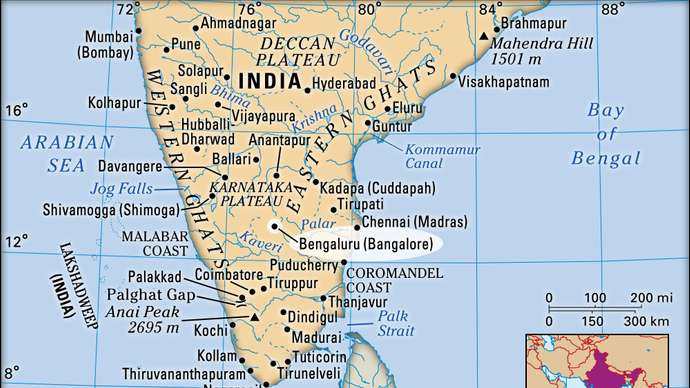 72
76
80
84
88
Ahmadnagar
Brahmapur
Mumbai
(Bombay)
Pune
DECCAN
PLATEAU
Godavari
Mahendra Hill
1501 m
Solapur
INDIA
Hyderabad
Visakhapatnam
Sangli
Bhima
Kolhapur
Vijayapura
EASTERN GHATS
Eluru
16°
16°
Krishna
Bay
of
Bengal
Hubballi-
Dharwad
Anantapur
Guntur
ARABIAN
SEA
WESTERN GHATS
Kommamur
Canal
Ballari
Davangere
Jog Falls
KARNATAKA
PLATEAU
Kadapa (Cuddapah)
Shivamogga (Shimoga)
Tirupati
Palar
Chennai (Madras)
MALABAR
COAST
Kaveri
Bengaluru (Bangalore)
12°
12°
LAKSHADWEEP
(INDIA)
Puducherry
COROMANDEL
COAST
Coimbatore
Palakkad
Tiruppur
Palghat Gap
Thanjavur
Anai Peak
2695 m
Dindigul
Palk
Strait
Kochi
Madurai
0 100 200 mi
0 150 300 km
Kollam
Tuticorin
8°
Thiruvananthapuram
Tirunelveli
8°